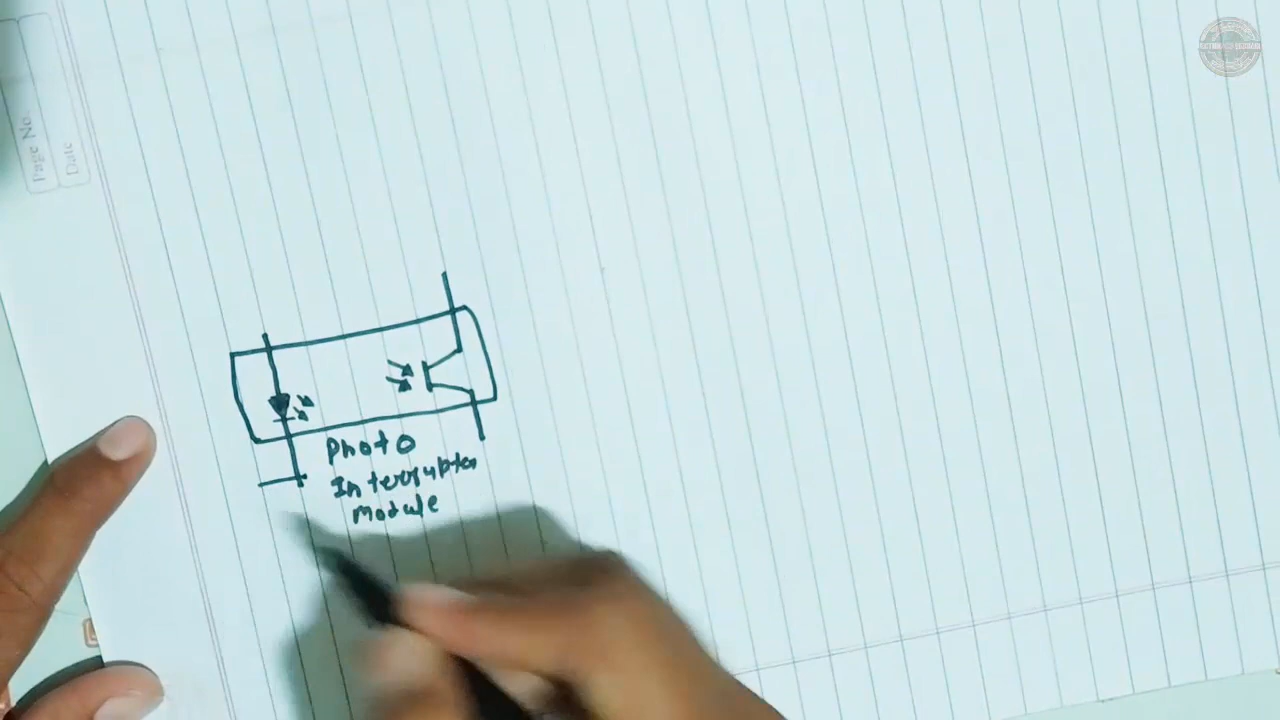 Page No.
Date
Photo
Interrupter
Module